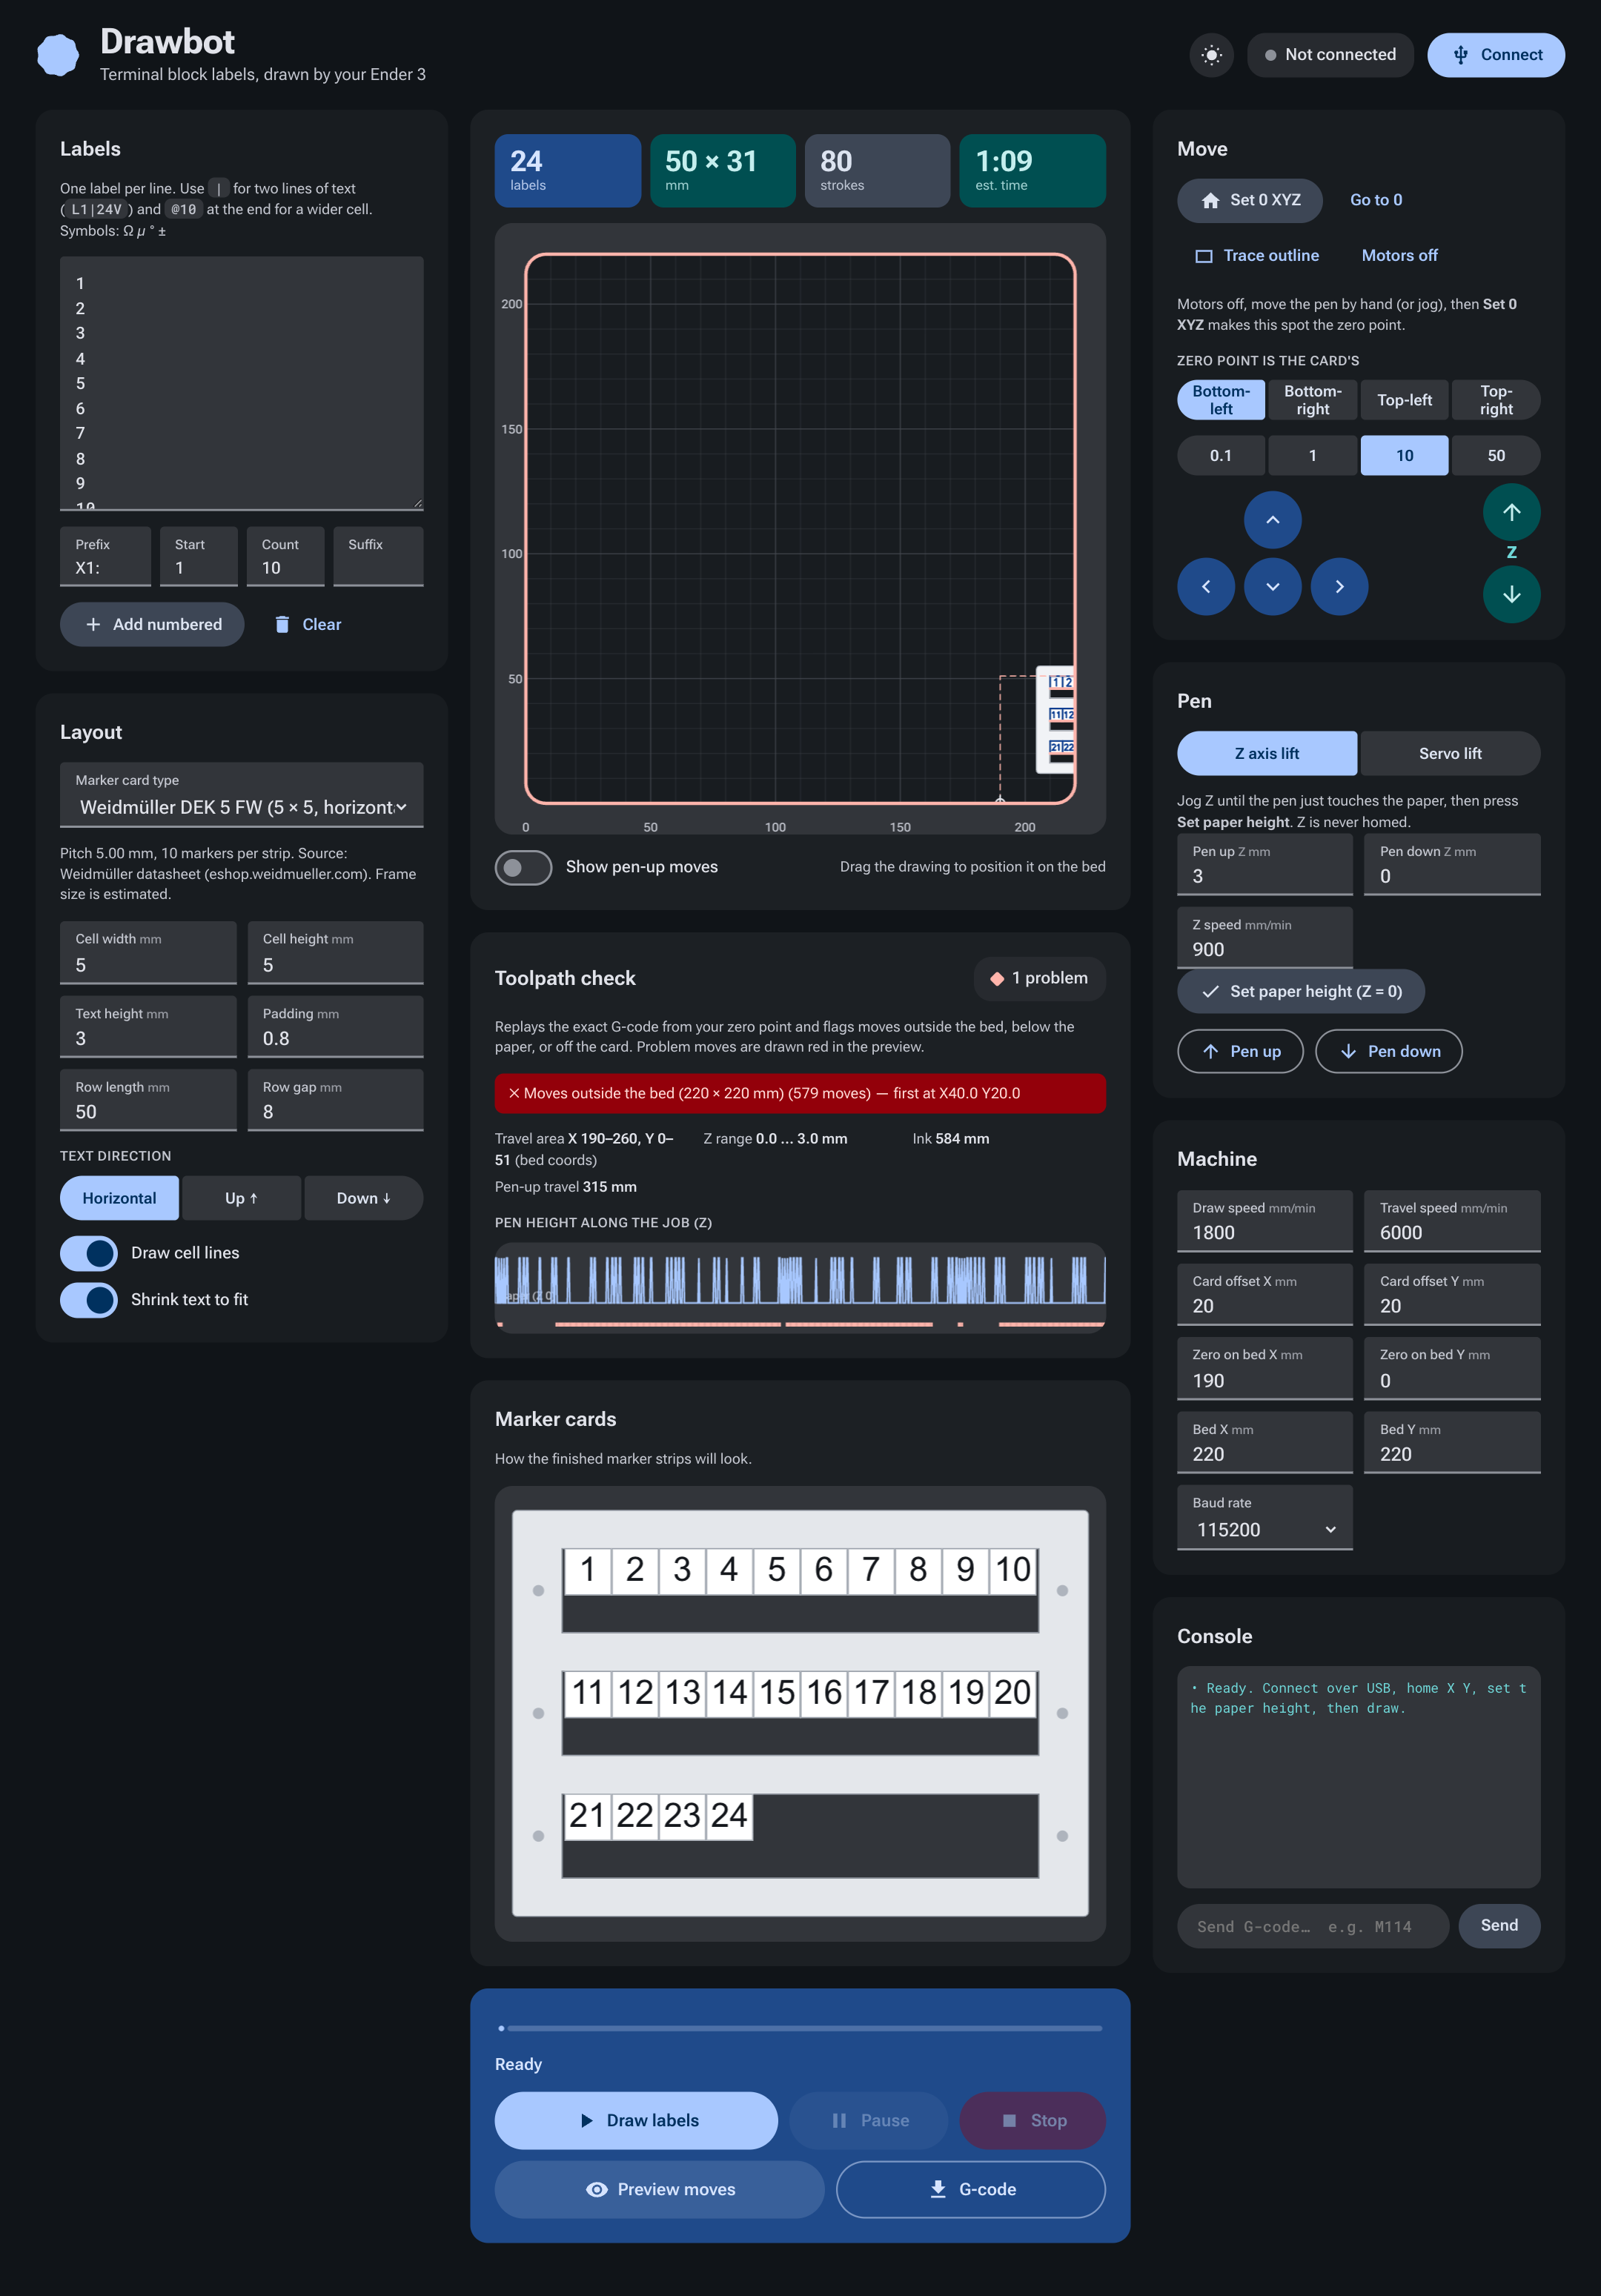 Drawbot
Terminal block labels, drawn by your Ender 3
Not connected
Connect
Labels
One label per line. Use | for two lines of text
(L1|24V) and @10 at the end for a wider cell.
Symbols: Ω μ ° ±
1
2
3
4
5
6
7
8
9
10
Prefix
X1:
Start
1
Count
10
Suffix
Add numbered
Clear
Layout
Marker card type
Weidmüller DEK 5 FW (5 × 5, horizont
Pitch 5.00 mm, 10 markers per strip. Source:
Weidmüller datasheet (eshop.weidmueller.com). Frame
size is estimated.
Cell width mm
5
Cell height mm
5
Text height mm
3
Padding mm
0.8
Row length mm
50
Row gap mm
8
TEXT DIRECTION
Horizontal
Up ↑
Down ↓
Draw cell lines
Shrink text to fit
24
labels
50 × 31
mm
80
strokes
1:09
est. time
200
150
100
50
1 2
11 12
21 22
0 50 100 150 200
Show pen-up moves
Drag the drawing to position it on the bed
Toolpath check
1 problem
Replays the exact G-code from your zero point and flags moves outside the bed, below the
paper, or off the card. Problem moves are drawn red in the preview.
✕ Moves outside the bed (220 × 220 mm) (579 moves) — first at X40.0 Y20.0
Travel area X 190–260, Y 0–
51 (bed coords)
Z range 0.0 … 3.0 mm
Ink 584 mm
Pen-up travel 315 mm
PEN HEIGHT ALONG THE JOB (Z)
Marker cards
How the finished marker strips will look.
1 2 3 4 5 6 7 8 9 10
11 12 13 14 15 16 17 18 19 20
21 22 23 24
Ready
Draw labels
Pause
Stop
Preview moves
G-code
Move
Set 0 XYZ
Go to 0
Trace outline
Motors off
Motors off, move the pen by hand (or jog), then Set 0
XYZ makes this spot the zero point.
ZERO POINT IS THE CARD'S
Bottom-
left
Bottom-
right
Top-left
Top-
right
0.1
1
10
50
Z
Pen
Z axis lift
Servo lift
Jog Z until the pen just touches the paper, then press
Set paper height. Z is never homed.
Pen up Z mm
3
Pen down Z mm
0
Z speed mm/min
900
Set paper height (Z = 0)
Pen up
Pen down
Machine
Draw speed mm/min
1800
Travel speed mm/min
6000
Card offset X mm
20
Card offset Y mm
20
Zero on bed X mm
190
Zero on bed Y mm
0
Bed X mm
220
Bed Y mm
220
Baud rate
115200
Console
· Ready. Connect over USB, home X Y, set t
he paper height, then draw.
Send G-code… e.g. M114
Send